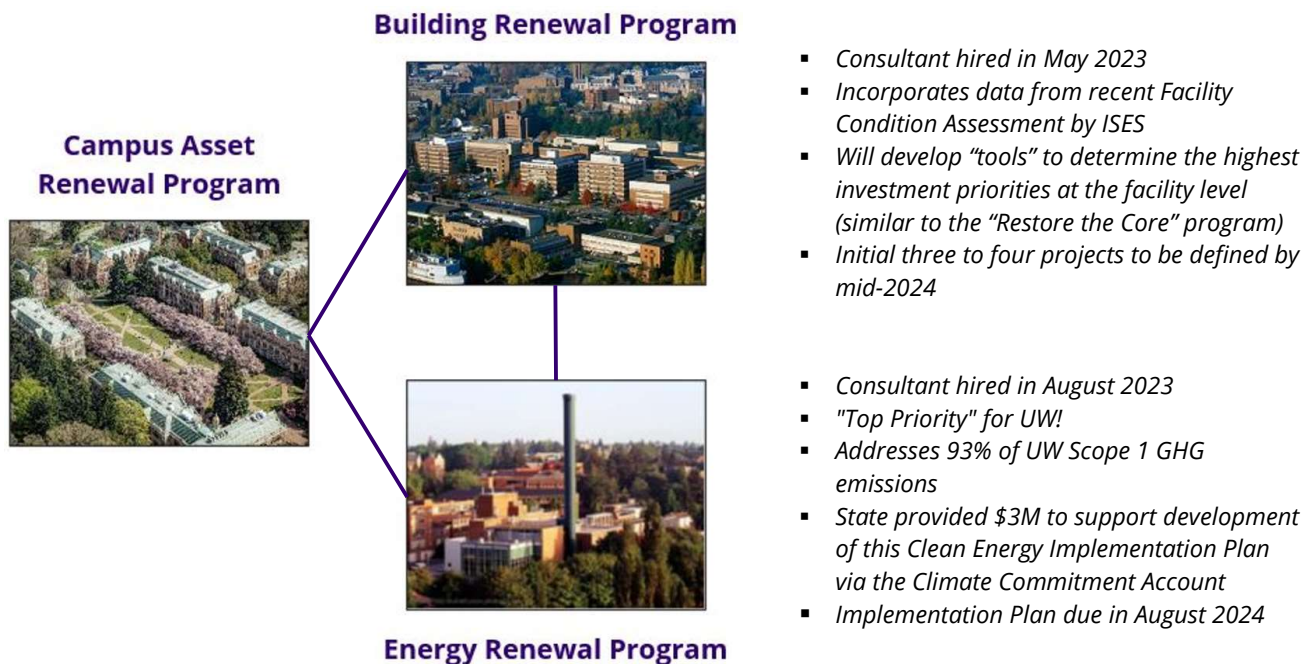 Building Renewal Program
Campus Asset
Renewal Program
▪ Consultant hired in May 2023
▪ Incorporates data from recent Facility
Condition Assessment by ISES
▪ Will develop “tools” to determine the highest
investment priorities at the facility level
(similar to the “Restore the Core” program)
▪ Initial three to four projects to be defined by
mid-2024
▪ Consultant hired in August 2023
▪ "Top Priority" for UW!
▪ Addresses 93% of UW Scope 1 GHG
emissions
▪ State provided $3M to support development
of this Clean Energy Implementation Plan
via the Climate Commitment Account
▪ Implementation Plan due in August 2024
Energy Renewal Program